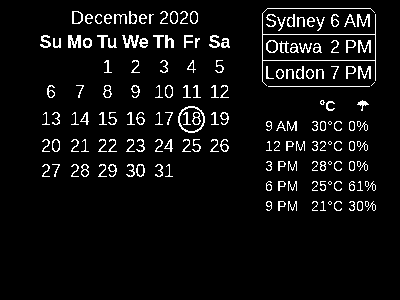 December 2020
Su Mo Tu We Th Fr Sa
1 2 3 4 5
6 7 8 9 10 11 12
13 14 15 16 17 18 19
20 21 22 23 24 25 26
27 28 29 30 31
Sydney 6 AM
Ottawa 2 PM
London 7 PM
°C ☂
9 AM 30°C 0%
12 PM 32°C 0%
3 PM 28°C 0%
6 PM 25°C 61%
9 PM 21°C 30%